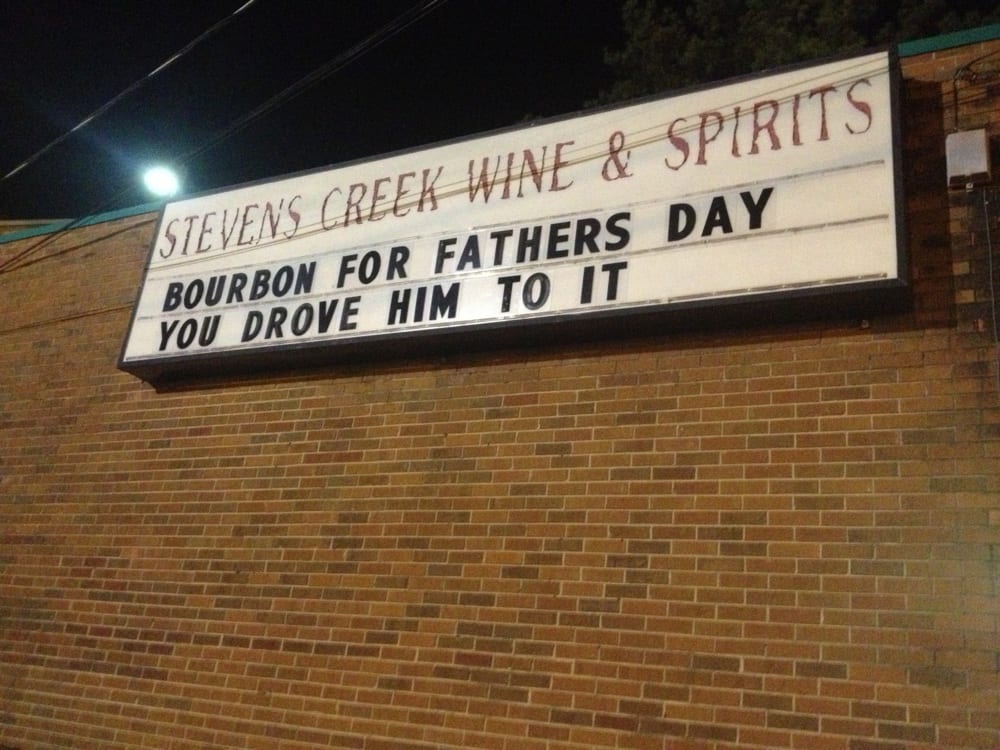 STEVEN'S CREEK WINE & SPIRITS
BOURBON FOR FATHERS DAY
YOU DROVE HIM TO IT